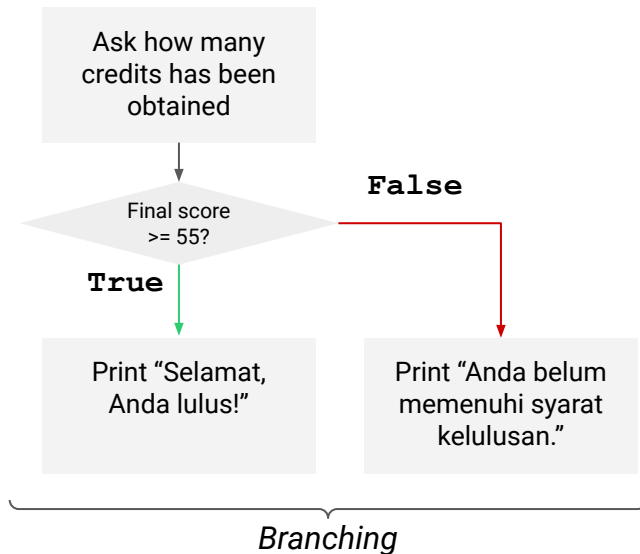 Ask how many
credits has been
obtained
False
Final score
>= 55?
True
Print “Selamat,
Anda lulus!”
Print “Anda belum
memenuhi syarat
kelulusan.”
Branching